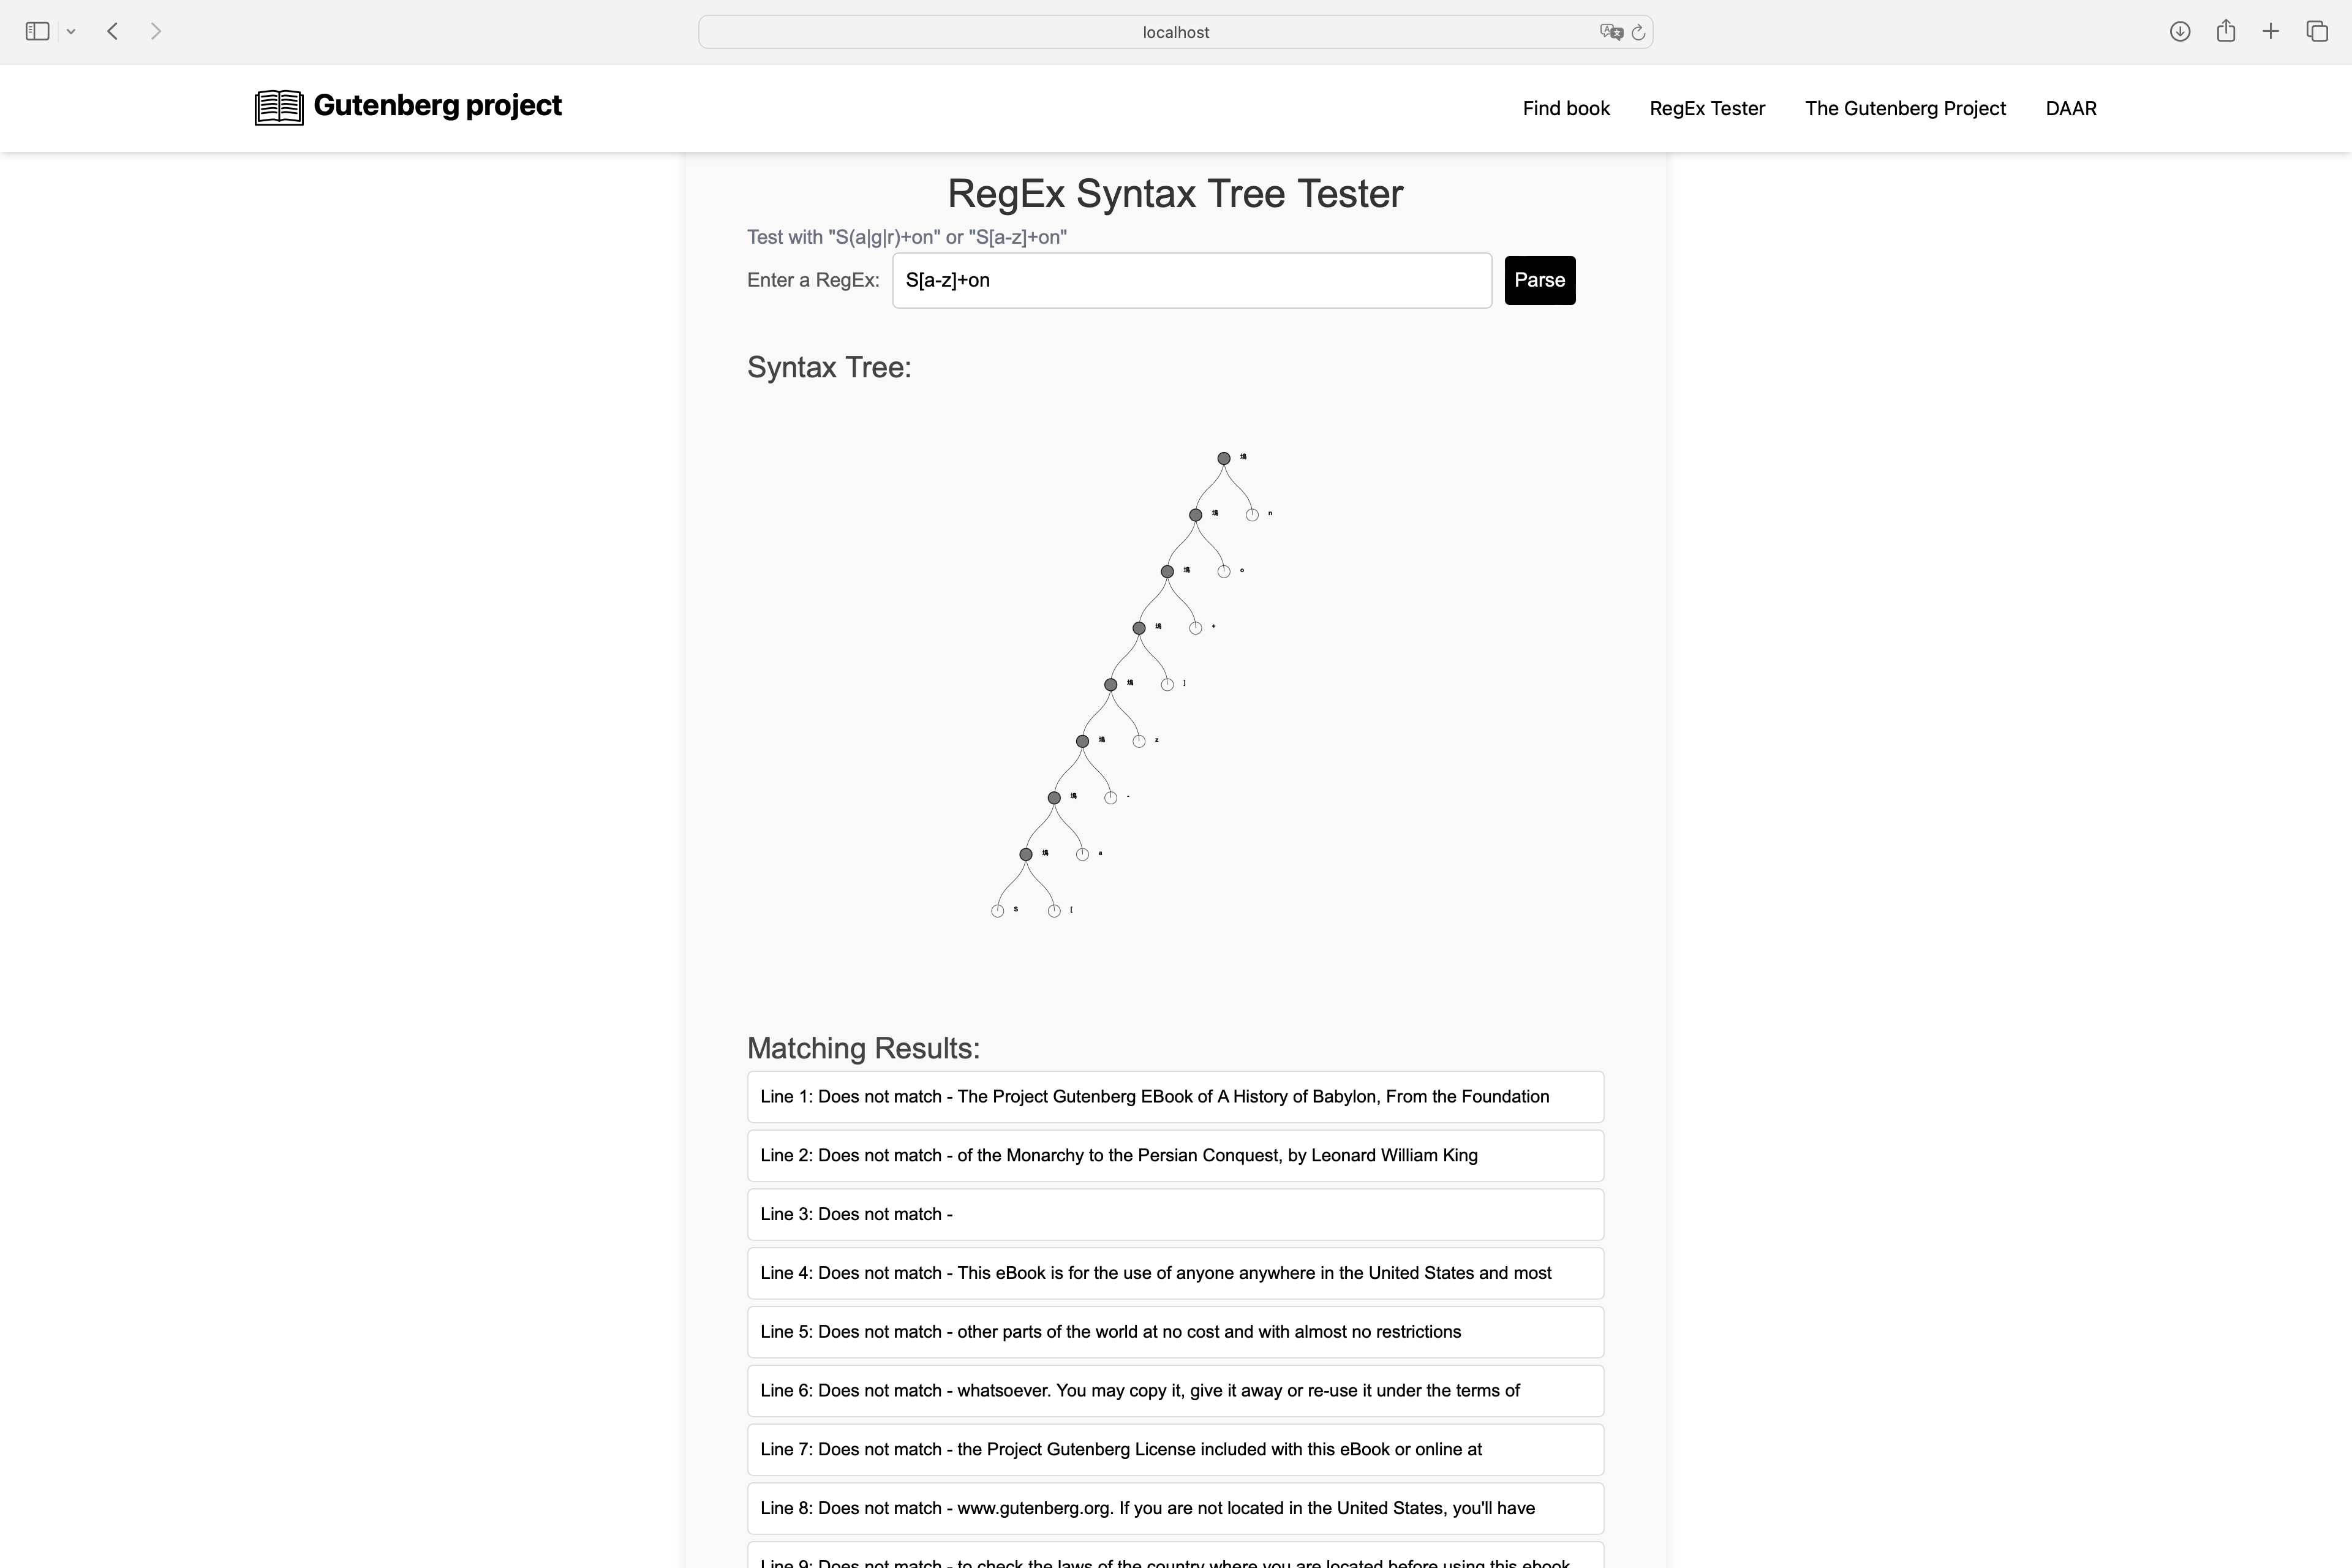 localhost
Gutenberg project
Find book
RegEx Tester
The Gutenberg Project
DAAR
RegEx Syntax Tree Tester
Test with "S(a|g|r)+on" or "S[a-z]+on"
Enter a RegEx:
S[a-z]+on
Parse
Syntax Tree:
n
o
+
]
z
-
a
S
[
Matching Results:
Line 1: Does not match - The Project Gutenberg EBook of A History of Babylon, From the Foundation
Line 2: Does not match - of the Monarchy to the Persian Conquest, by Leonard William King
Line 3: Does not match -
Line 4: Does not match - This eBook is for the use of anyone anywhere in the United States and most
Line 5: Does not match - other parts of the world at no cost and with almost no restrictions
Line 6: Does not match - whatsoever. You may copy it, give it away or re-use it under the terms of
Line 7: Does not match - the Project Gutenberg License included with this eBook or online at
Line 8: Does not match - www.gutenberg.org. If you are not located in the United States, you'll have
Line 9: Does not match - to check the laws of the country where you are located before using this ebook.